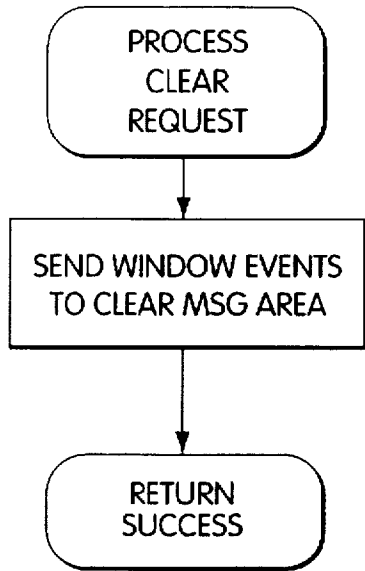 PROCESS
CLEAR
REQUEST
SEND WINDOW EVENTS
TO CLEAR MSG AREA
RETURN
SUCCESS